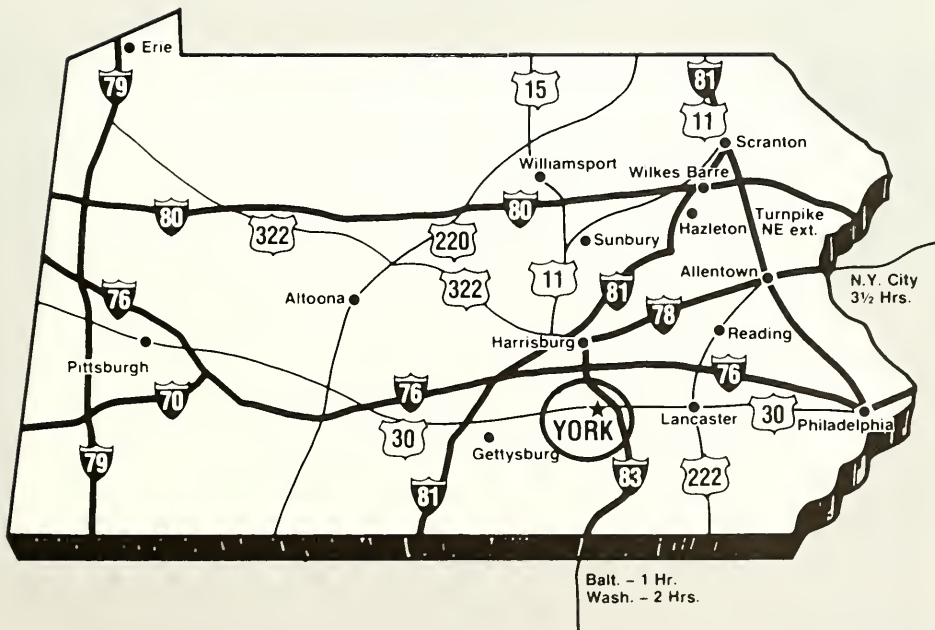 Erie
79
15
81
11
Scranton
Williamsport
Wilkes Barre
80
80
322
220
Sunbury
Hazleton
Turnpike
NE ext.
Allentown
N.Y. City
3½ Hrs.
76
Altoona
322
11
81
78
Harrisburg
Reading
Pittsburgh
70
76
76
30
YORK
Lancaster
30
Philadelphia
Gettysburg
79
81
83
222
Balt. – 1 Hr.
Wash. – 2 Hrs.